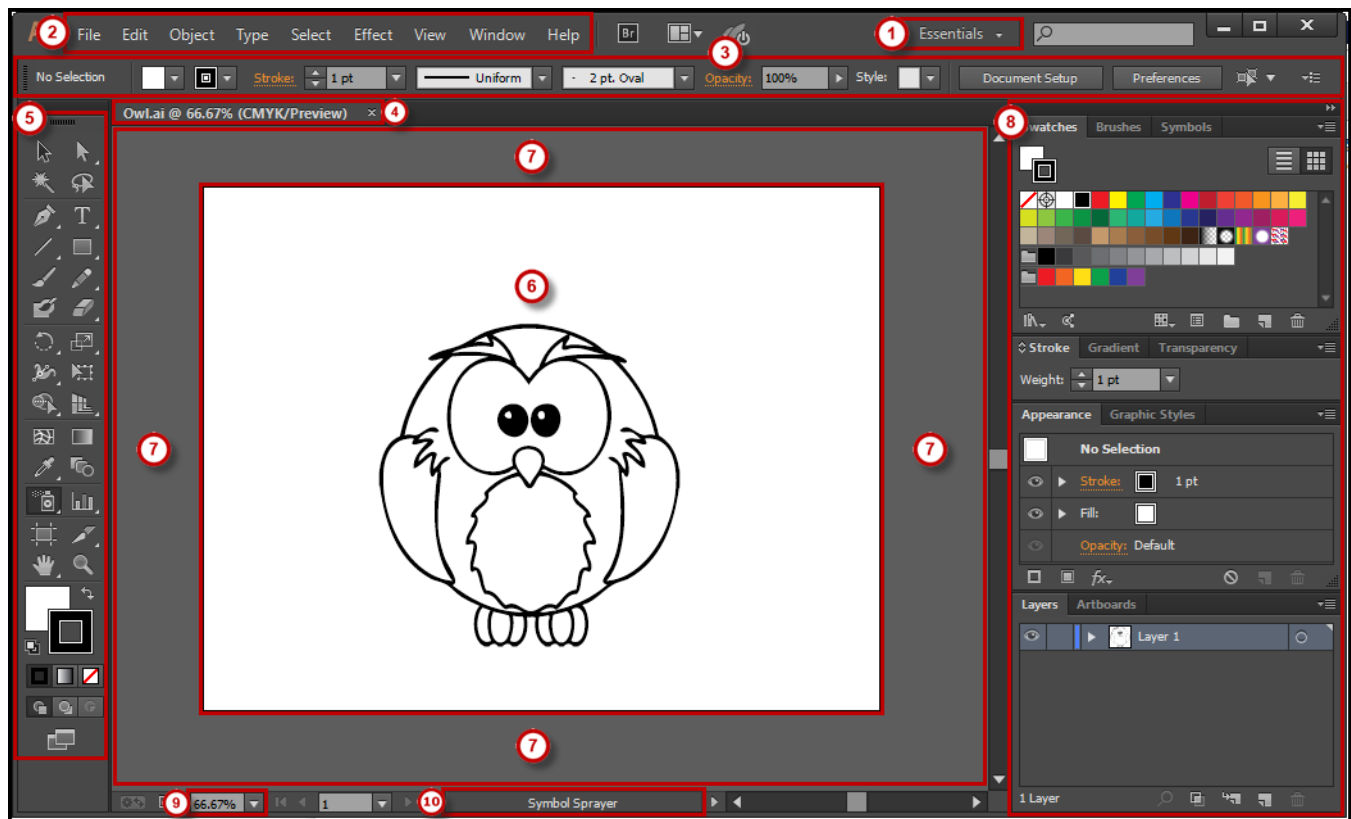 2 File Edit Object Type Select Effect View Window Help Br 1 Essentials
3
No Selection Stroke: 1 pt Uniform 2 pt. Oval Opacity: 100% Style: Document Setup Preferences
Owl.ai @ 66.67% (CMYK/Preview) × 4
5
T
7
6
7
7
7
8 Swatches Brushes Symbols
Stroke Gradient Transparency
Weight: 1 pt
Appearance Graphic Styles
No Selection
Stroke: 1 pt
Fill:
Opacity: Default
fx
Layers Artboards
Layer 1
1 Layer
9 66.67% 1 10 Symbol Sprayer